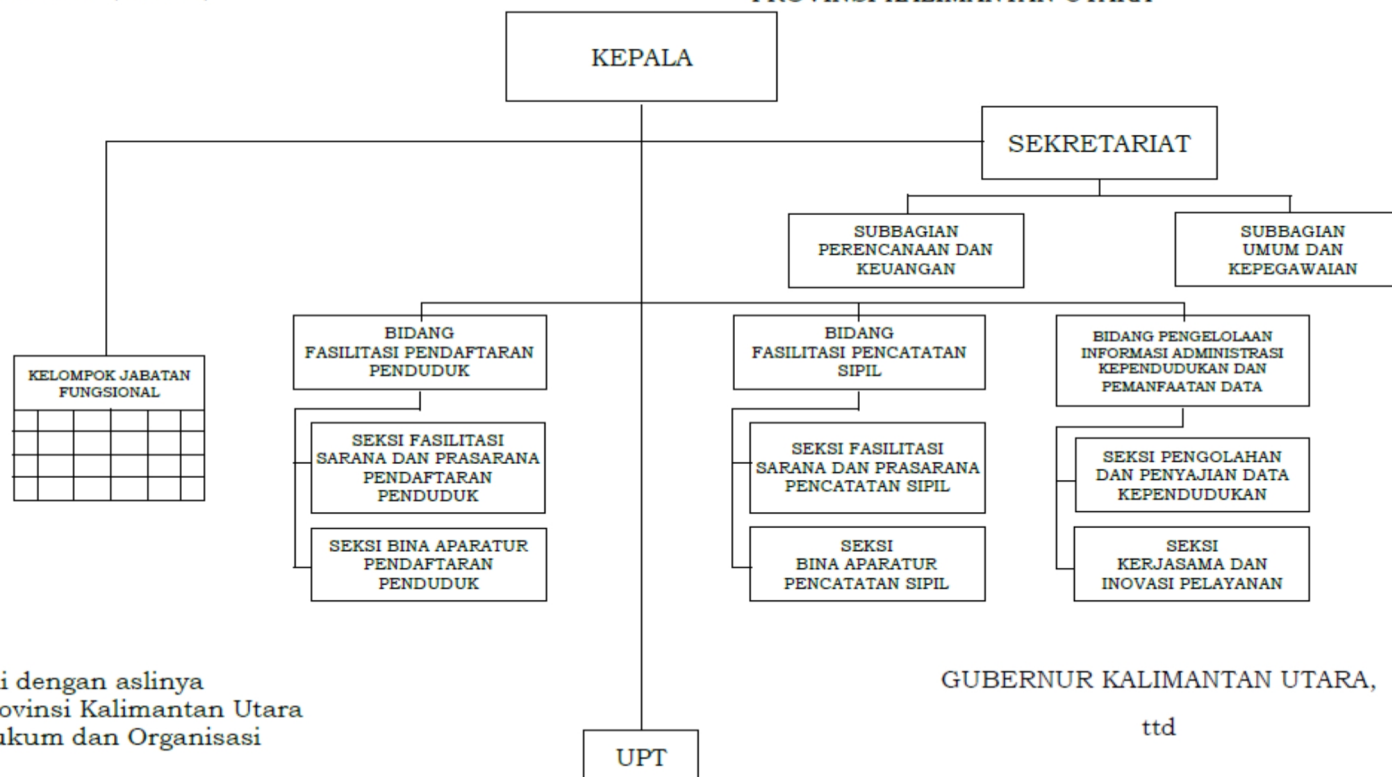 PROVINSI KALIMANTAN UTARA
KEPALA
SEKRETARIAT
SUBBAGIAN
PERENCANAAN DAN
KEUANGAN
SUBBAGIAN
UMUM DAN
KEPEGAWAIAN
KELOMPOK JABATAN
FUNGSIONAL
BIDANG
FASILITASI PENDAFTARAN
PENDUDUK
SEKSI FASILITASI
SARANA DAN PRASARANA
PENDAFTARAN
PENDUDUK
SEKSI BINA APARATUR
PENDAFTARAN
PENDUDUK
BIDANG
FASILITASI PENCATATAN
SIPIL
SEKSI FASILITASI
SARANA DAN PRASARANA
PENCATATAN SIPIL
SEKSI
BINA APARATUR
PENCATATAN SIPIL
BIDANG PENGELOLAAN
INFORMASI ADMINISTRASI
KEPENDUDUKAN DAN
PEMANFAATAN DATA
SEKSI PENGOLAHAN
DAN PENYAJIAN DATA
KEPENDUDUKAN
SEKSI
KERJASAMA DAN
INOVASI PELAYANAN
i dengan aslinya
ovinsi Kalimantan Utara
ukum dan Organisasi
GUBERNUR KALIMANTAN UTARA,
ttd
UPT